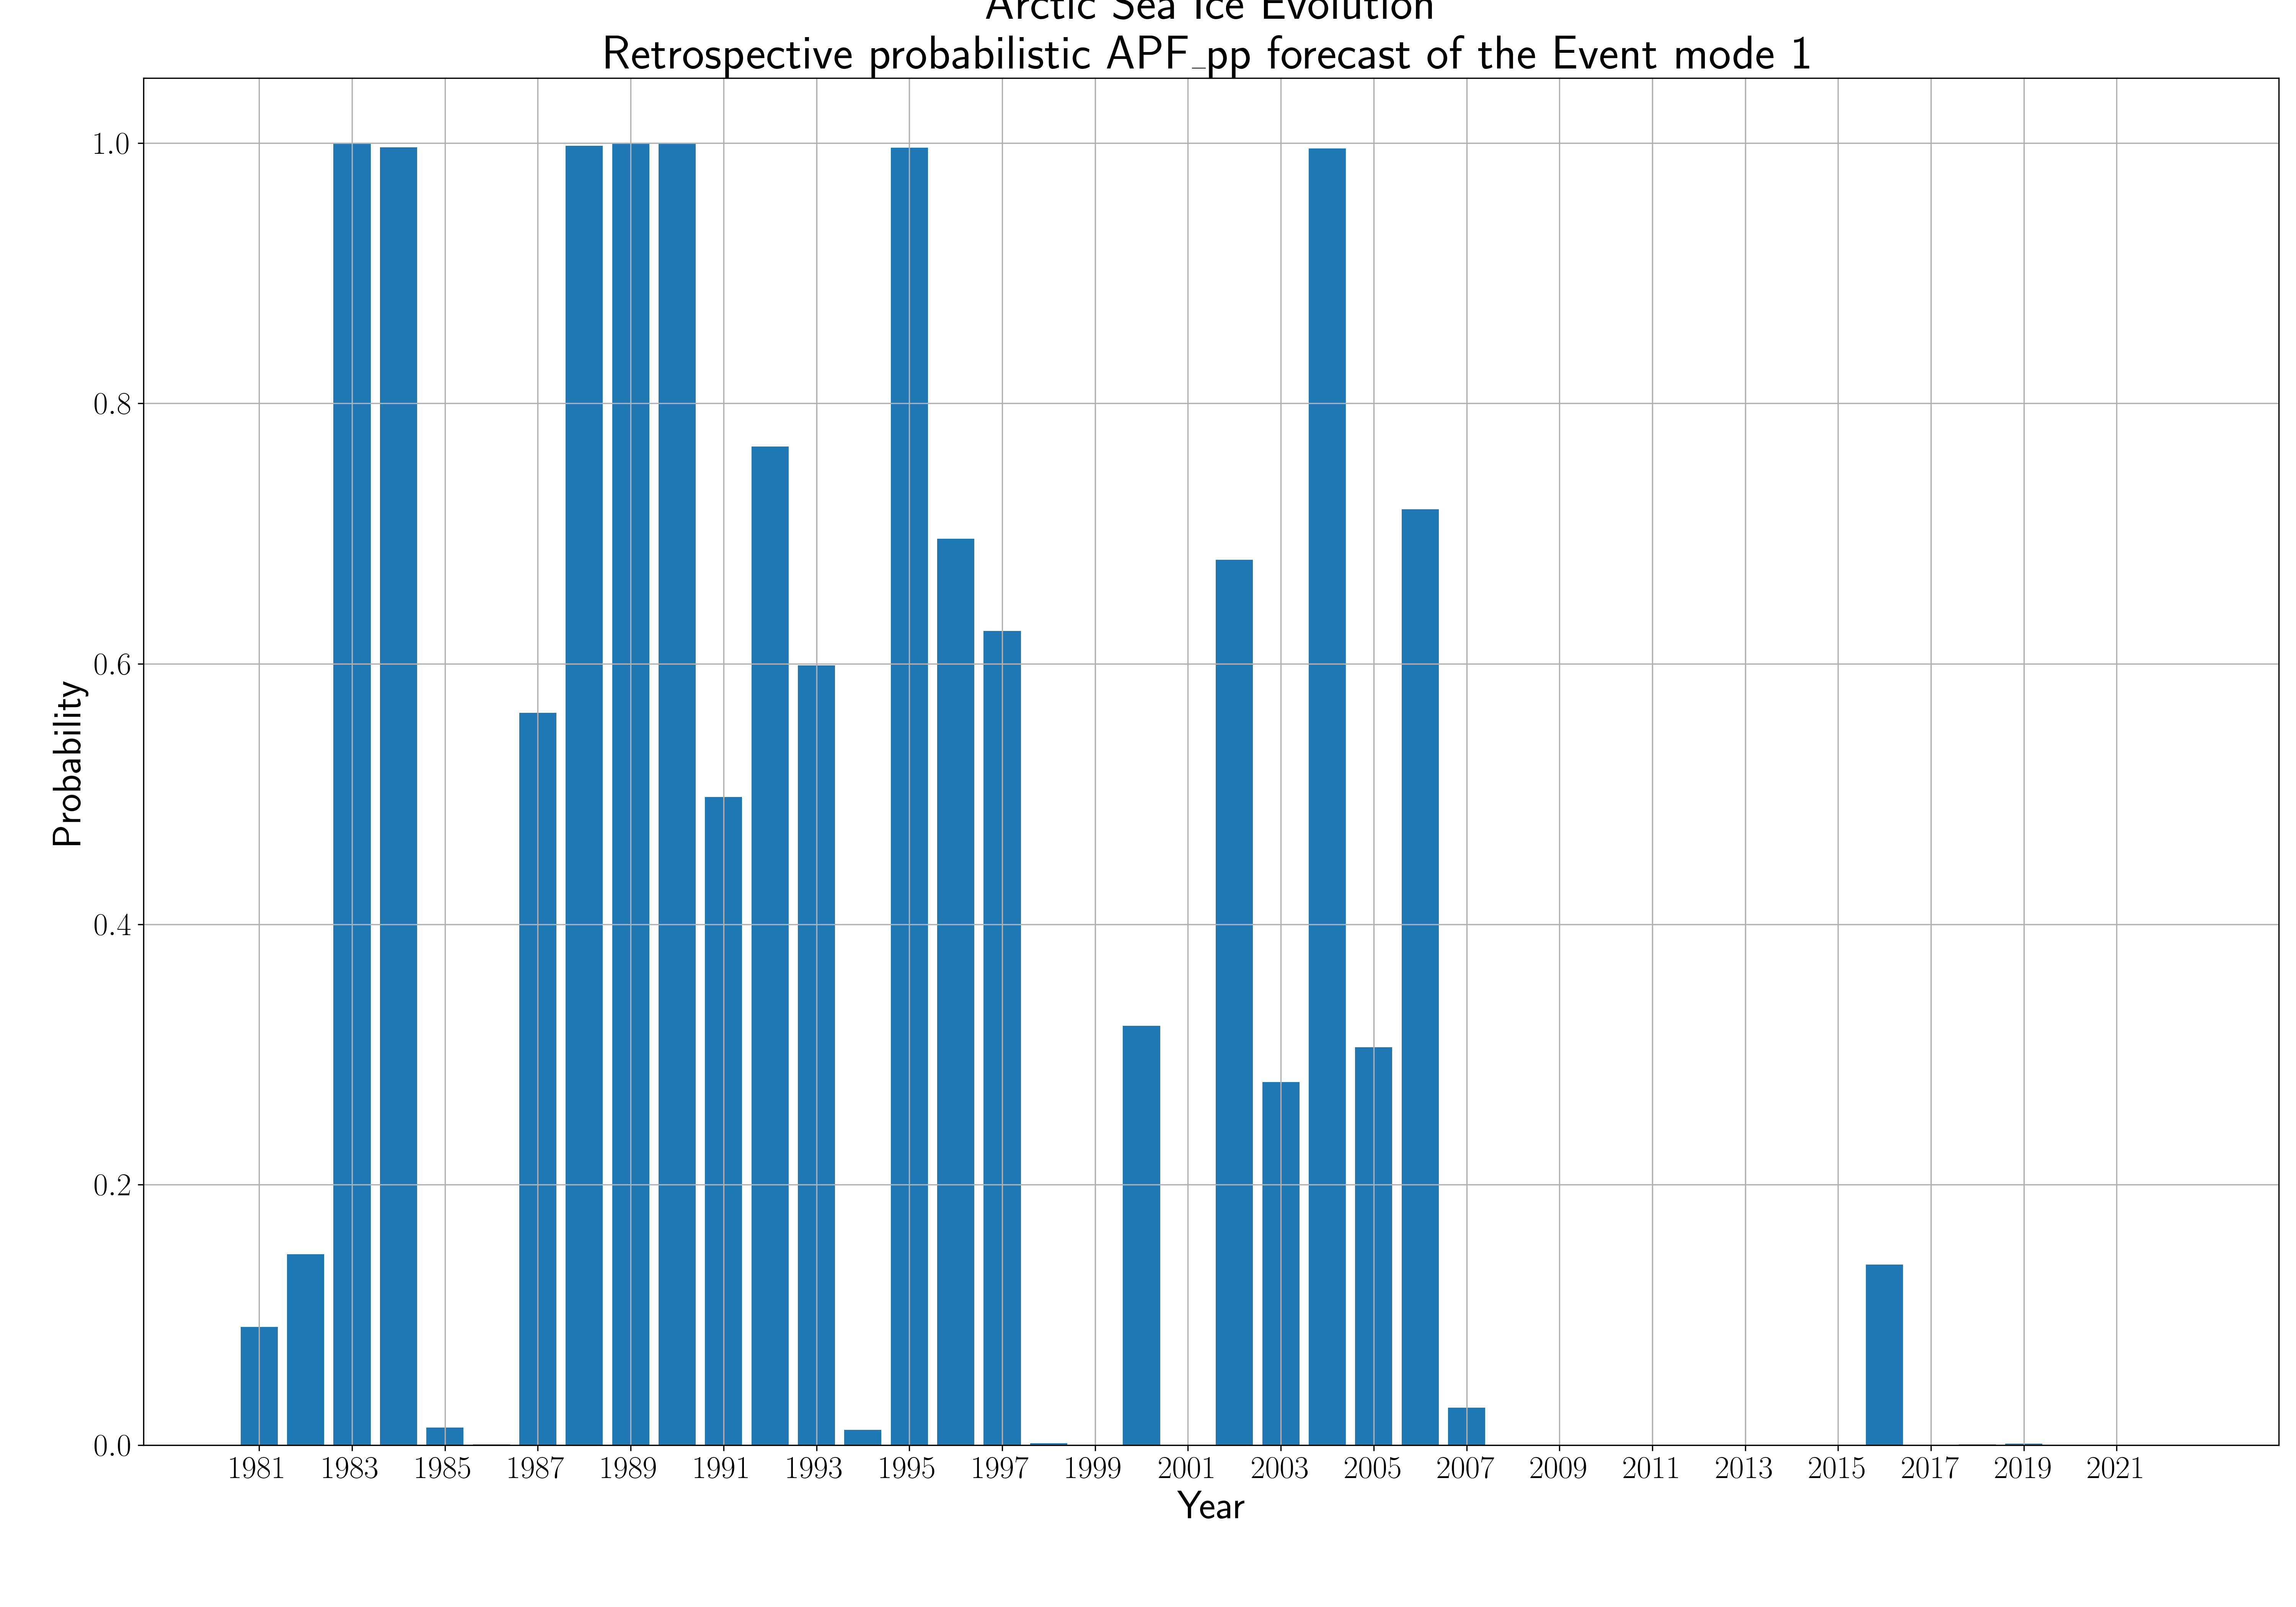 Arctic Sea Ice Evolution
Retrospective probabilistic APF_pp forecast of the Event mode 1
1.0
0.8
0.6
0.4
0.2
0.0
Probability
1981 1983 1985 1987 1989 1991 1993 1995 1997 1999 2001 2003 2005 2007 2009 2011 2013 2015 2017 2019 2021
Year